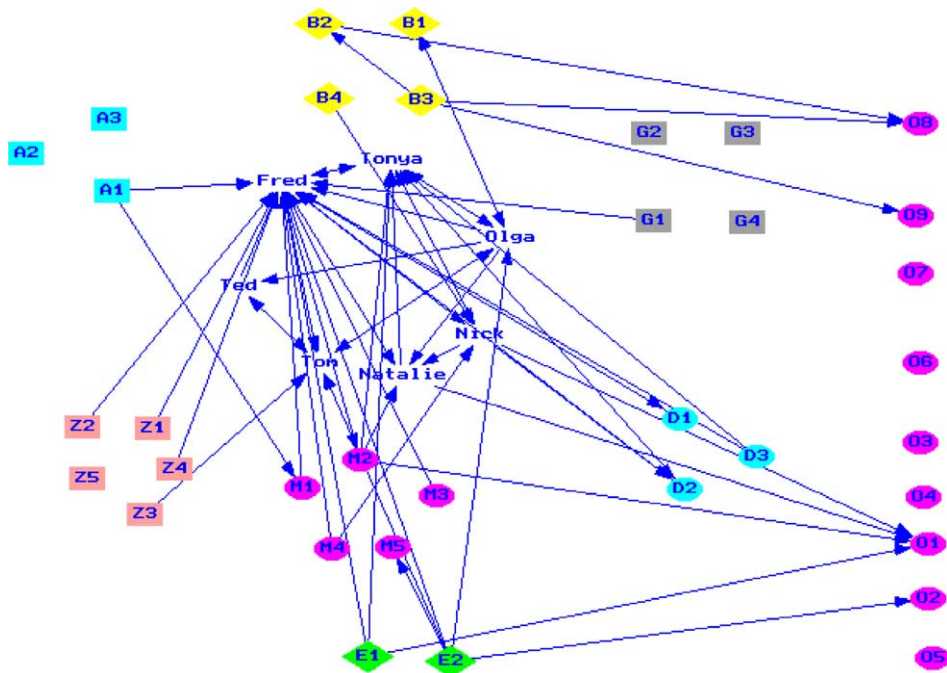 B2
B1
B4
B3
A3
G2
G3
O8
A2
Tonya
Fred
A1
G1
G4
O9
Olga
O7
Ted
Nick
Tom
Natalie
O6
Z2
Z1
D1
O3
M2
D3
Z4
Z5
M1
M3
D2
O4
Z3
M4
M5
O1
O2
E1
E2
O5